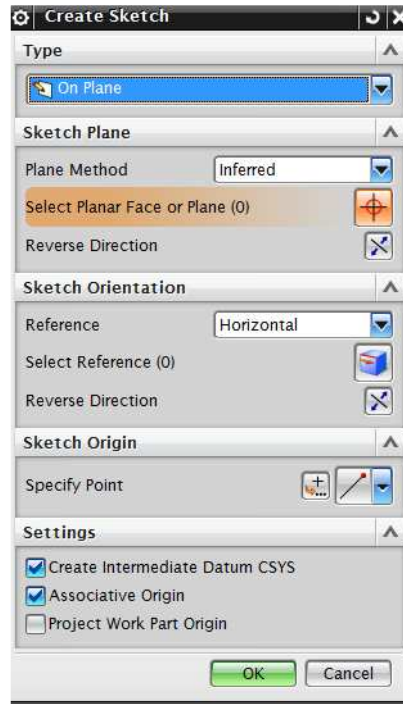 Create Sketch
Type
On Plane
Sketch Plane
Plane Method Inferred
Select Planar Face or Plane (0)
Reverse Direction
Sketch Orientation
Reference Horizontal
Select Reference (0)
Reverse Direction
Sketch Origin
Specify Point
Settings
Create Intermediate Datum CSYS
Associative Origin
Project Work Part Origin
OK Cancel